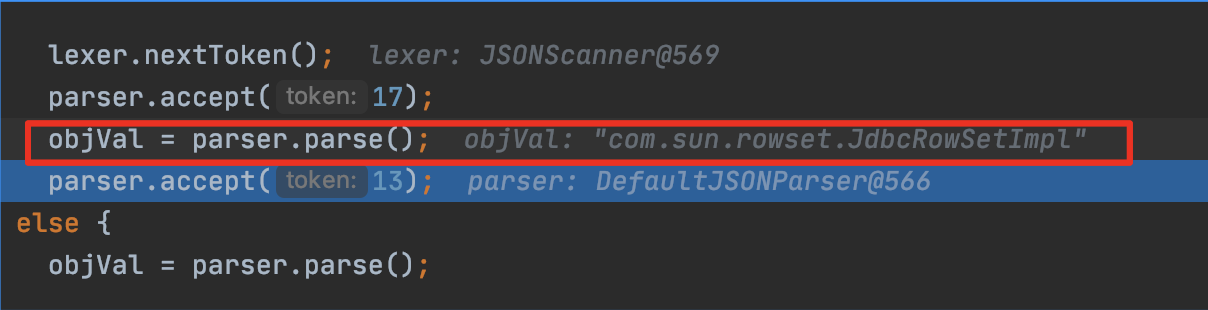 lexer.nextToken(); lexer: JSONScanner@569
parser.accept( token: 17);
objVal = parser.parse(); objVal: "com.sun.rowset.JdbcRowSetImpl"
parser.accept( token: 13); parser: DefaultJSONParser@566
else {
objVal = parser.parse();